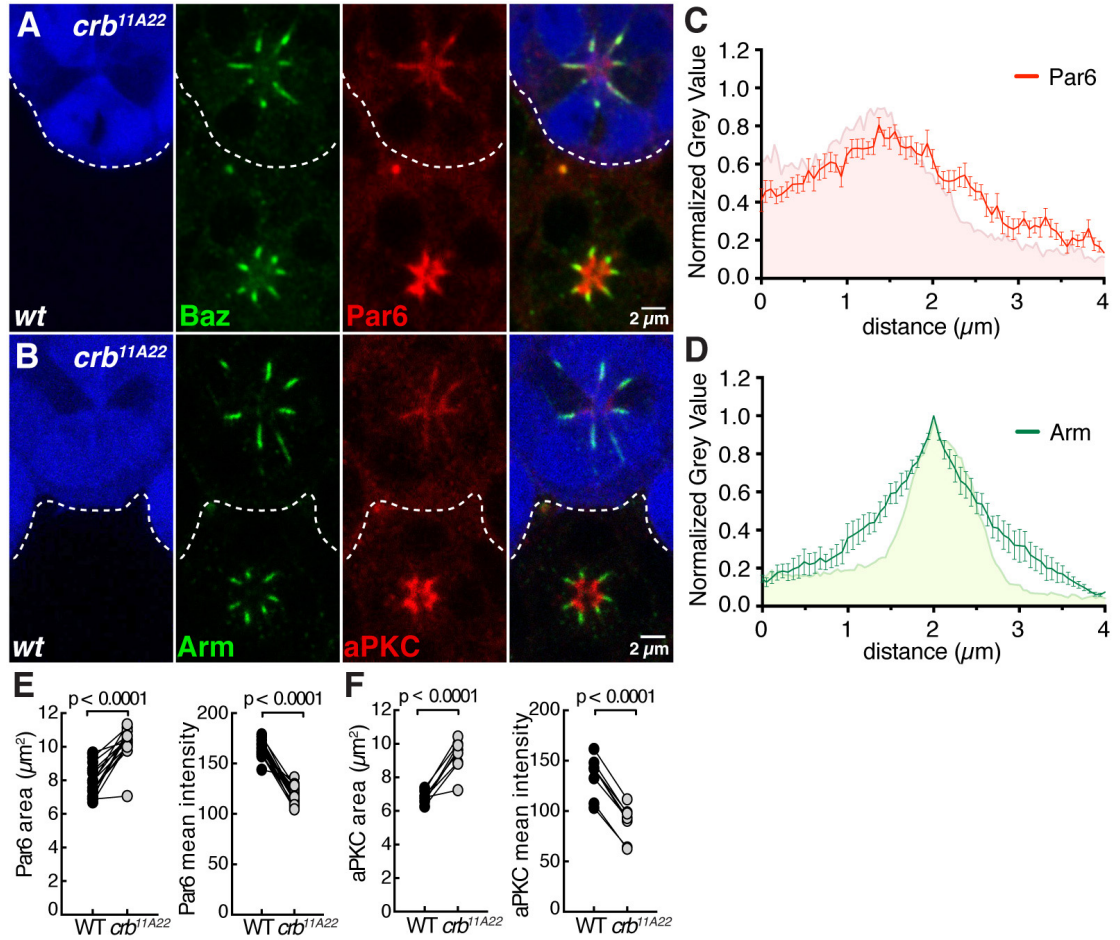 A
crb11A22
wt
Baz
Par6
2 µm
B
crb11A22
wt
Arm
aPKC
2 µm
C
Normalized Grey Value
1.2
1.0
0.8
0.6
0.4
0.2
0.0
Par6
0 1 2 3 4
distance (µm)
D
Normalized Grey Value
1.2
1.0
0.8
0.6
0.4
0.2
0.0
Arm
0 1 2 3 4
distance (µm)
E
p < 0.0001
Par6 area (µm²)
12
10
8
6
4
2
0
WT crb11A22
p < 0.0001
Par6 mean intensity
200
150
100
50
0
WT crb11A22
F
p < 0.0001
aPKC area (µm²)
12
10
8
6
4
2
0
WT crb11A22
p < 0.0001
aPKC mean intensity
200
150
100
50
0
WT crb11A22